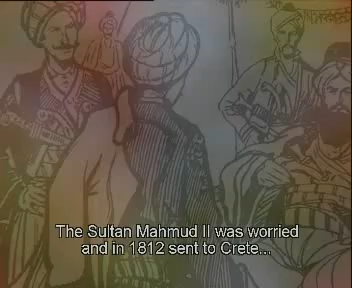 The Sultan Mahmud II was worried
and in 1812 sent to Crete...